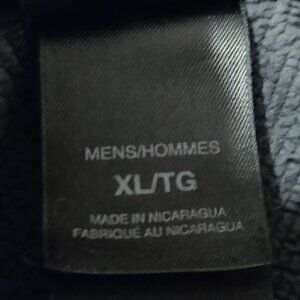 MENS/HOMMES
XL/TG
MADE IN NICARAGUA
FABRIQUÉ AU NICARAGUA